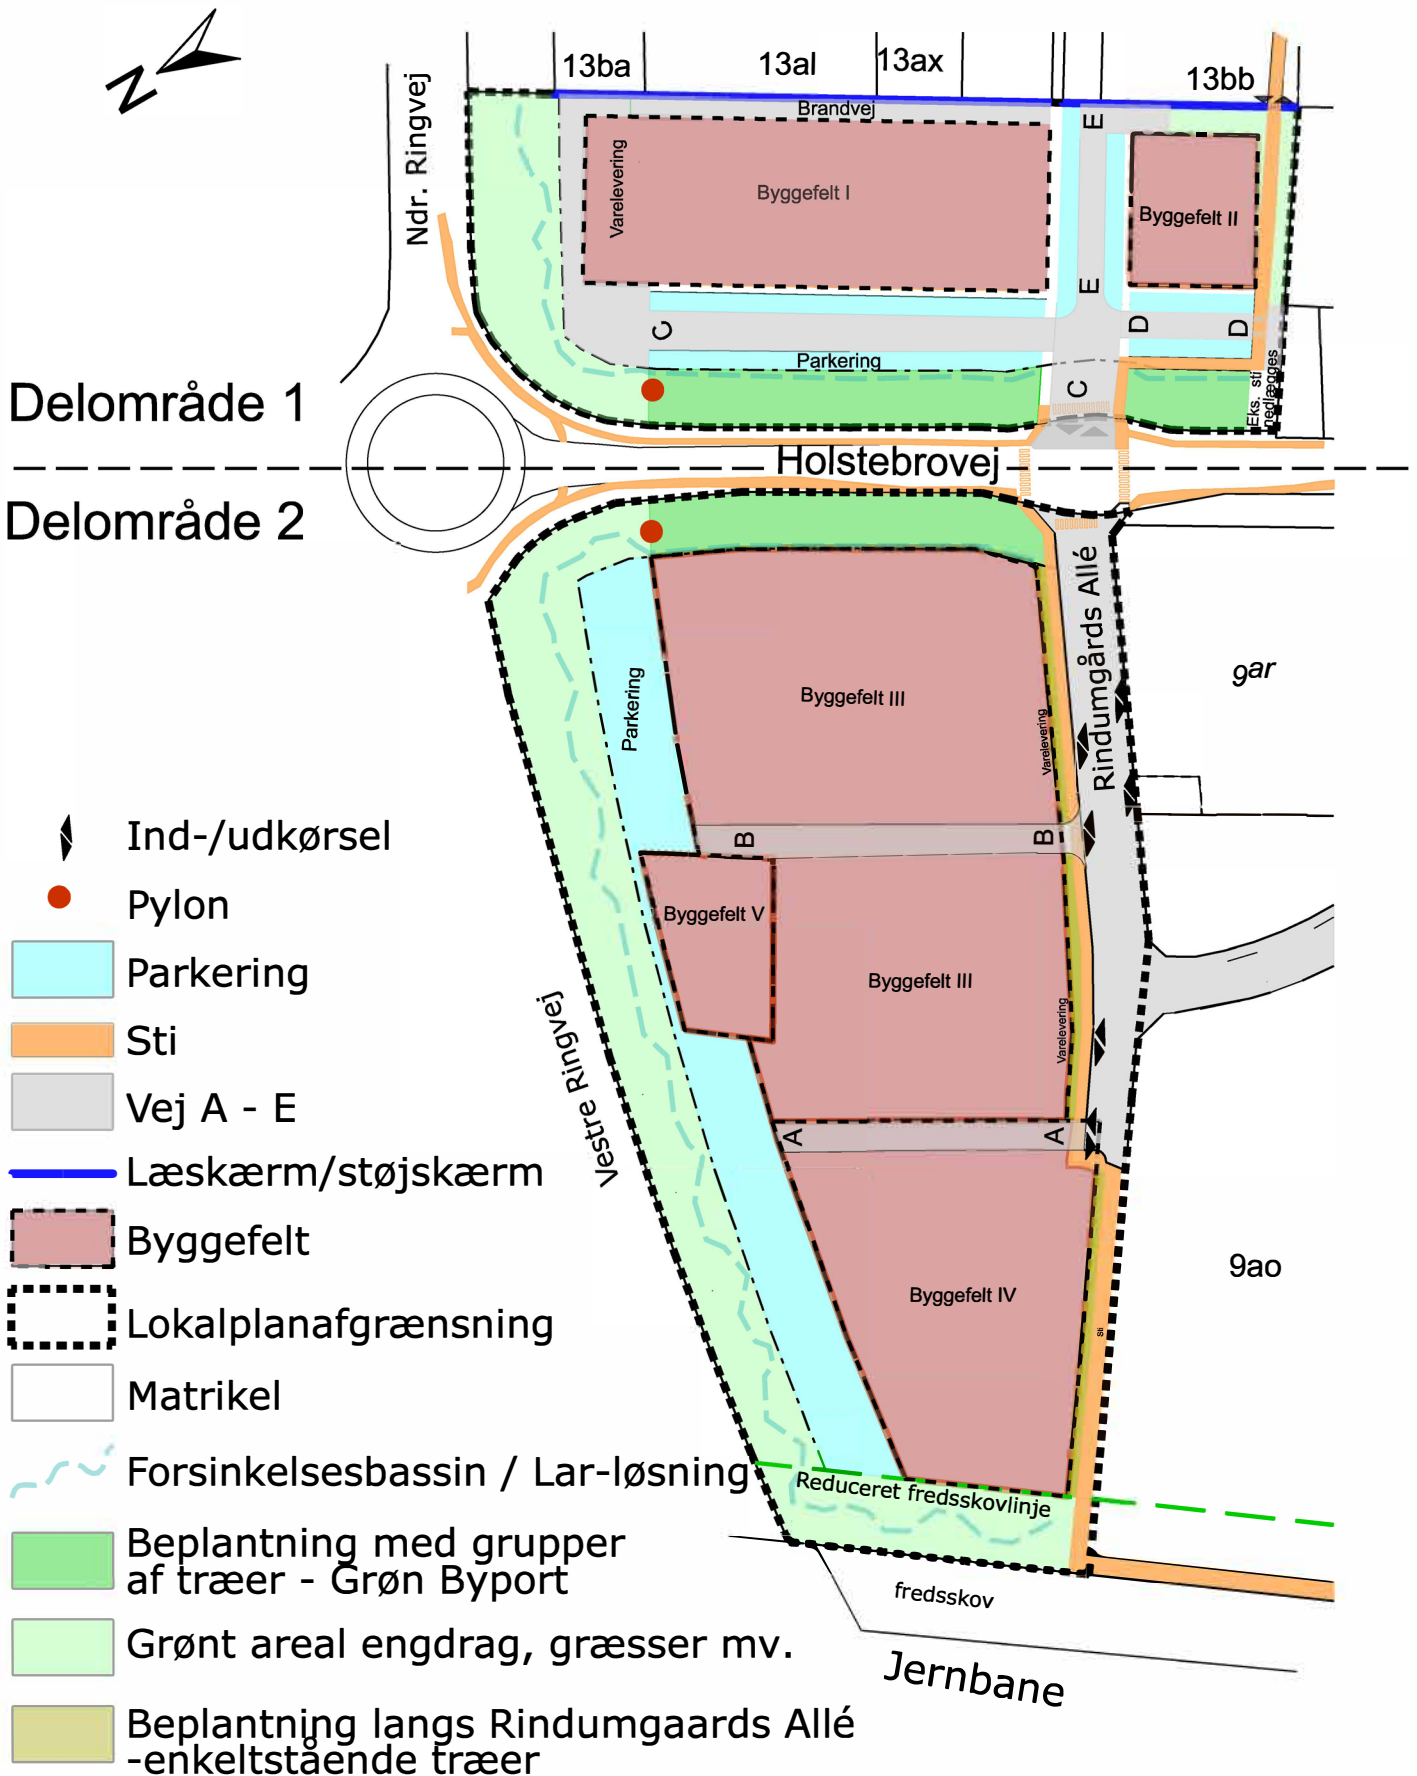 N
Ndr. Ringvej
13ba
13al
13ax
13bb
Brandvej
Varelevering
Byggefelt I
Byggefelt II
E
E
C
D
D
Parkering
C
Eks. sti
nedlægges
Delområde 1
Holstebrovej
Delområde 2
Rindumgårds Allé
9ar
Parkering
Byggefelt III
Varelevering
B
B
Byggefelt V
Byggefelt III
Varelevering
Vestre Ringvej
A
A
Byggefelt IV
Sti
9ao
Reduceret fredsskovlinje
fredsskov
Jernbane
Ind-/udkørsel
Pylon
Parkering
Sti
Vej A - E
Læskærm/støjskærm
Byggefelt
Lokalplanafgrænsning
Matrikel
Forsinkelsesbassin / Lar-løsning
Beplantning med grupper
af træer - Grøn Byport
Grønt areal engdrag, græsser mv.
Beplantning langs Rindumgaards Allé
-enkeltstående træer